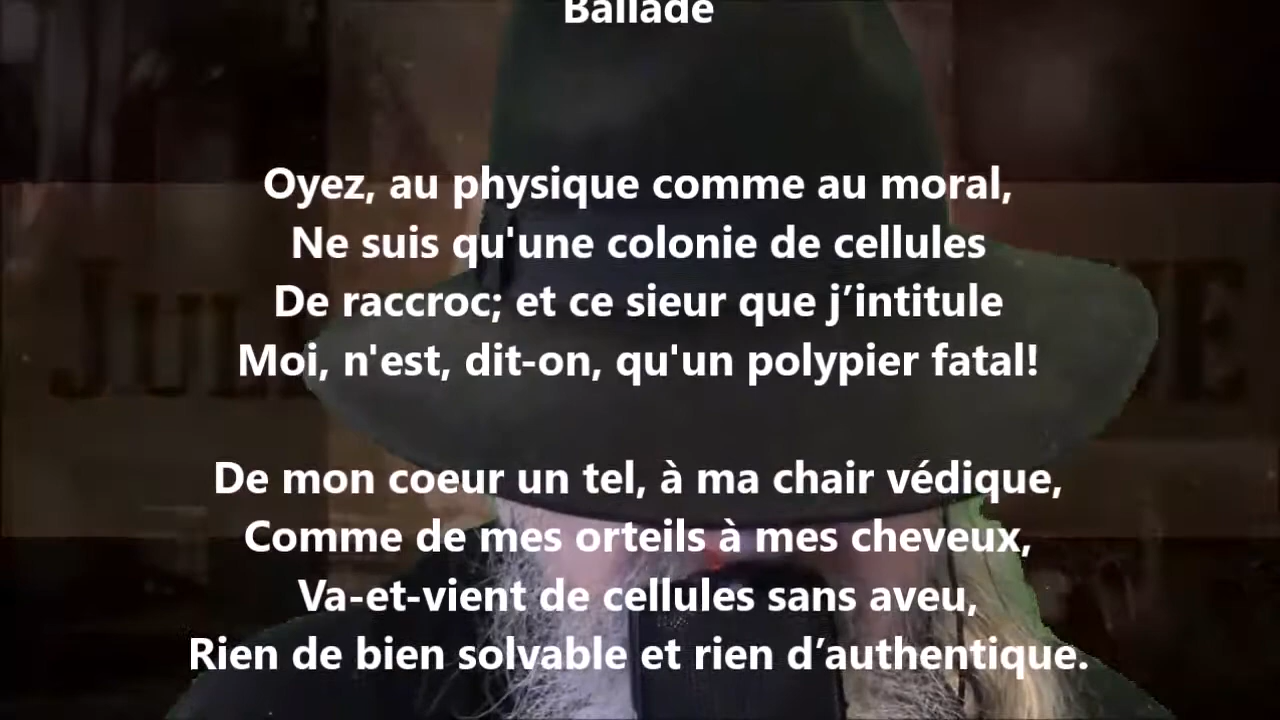 Ballade
Oyez, au physique comme au moral,
Ne suis qu'une colonie de cellules
De raccroc; et ce sieur que j’intitule
Moi, n'est, dit-on, qu'un polypier fatal!
De mon coeur un tel, à ma chair védique,
Comme de mes orteils à mes cheveux,
Va-et-vient de cellules sans aveu,
Rien de bien solvable et rien d’authentique.